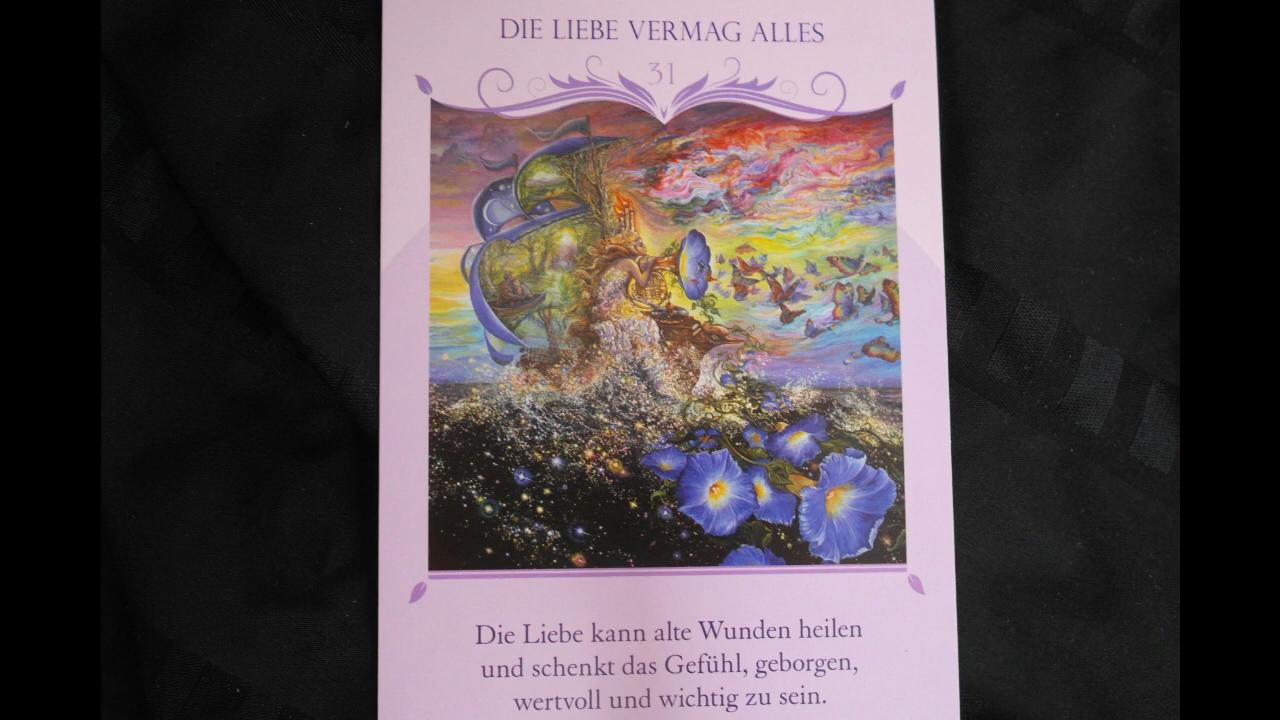 DIE LIEBE VERMAG ALLES
31
Die Liebe kann alte Wunden heilen
und schenkt das Gefühl, geborgen,
wertvoll und wichtig zu sein.